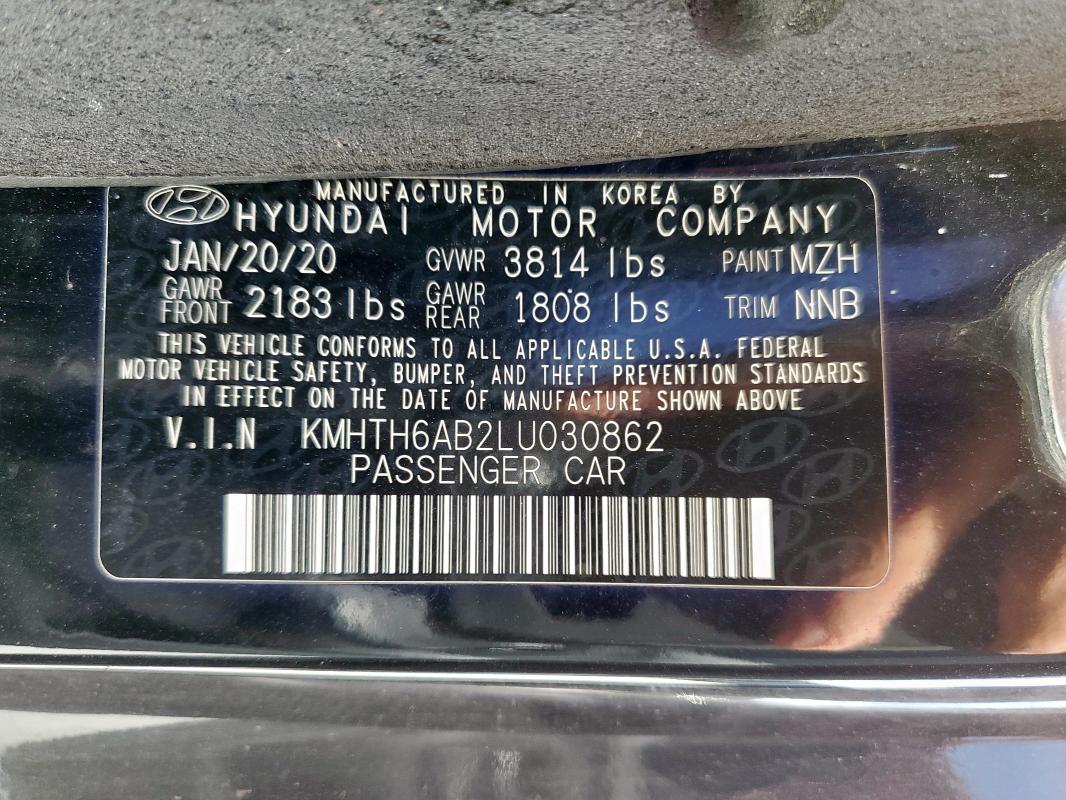 MANUFACTURED IN KOREA BY
HYUNDAI MOTOR COMPANY
JAN/20/20 GVWR 3814 lbs PAINT MZH
GAWR FRONT 2183 lbs GAWR REAR 1808 lbs TRIM NNB
THIS VEHICLE CONFORMS TO ALL APPLICABLE U.S.A. FEDERAL
MOTOR VEHICLE SAFETY, BUMPER, AND THEFT PREVENTION STANDARDS
IN EFFECT ON THE DATE OF MANUFACTURE SHOWN ABOVE
V.I.N KMHTH6AB2LU030862
PASSENGER CAR